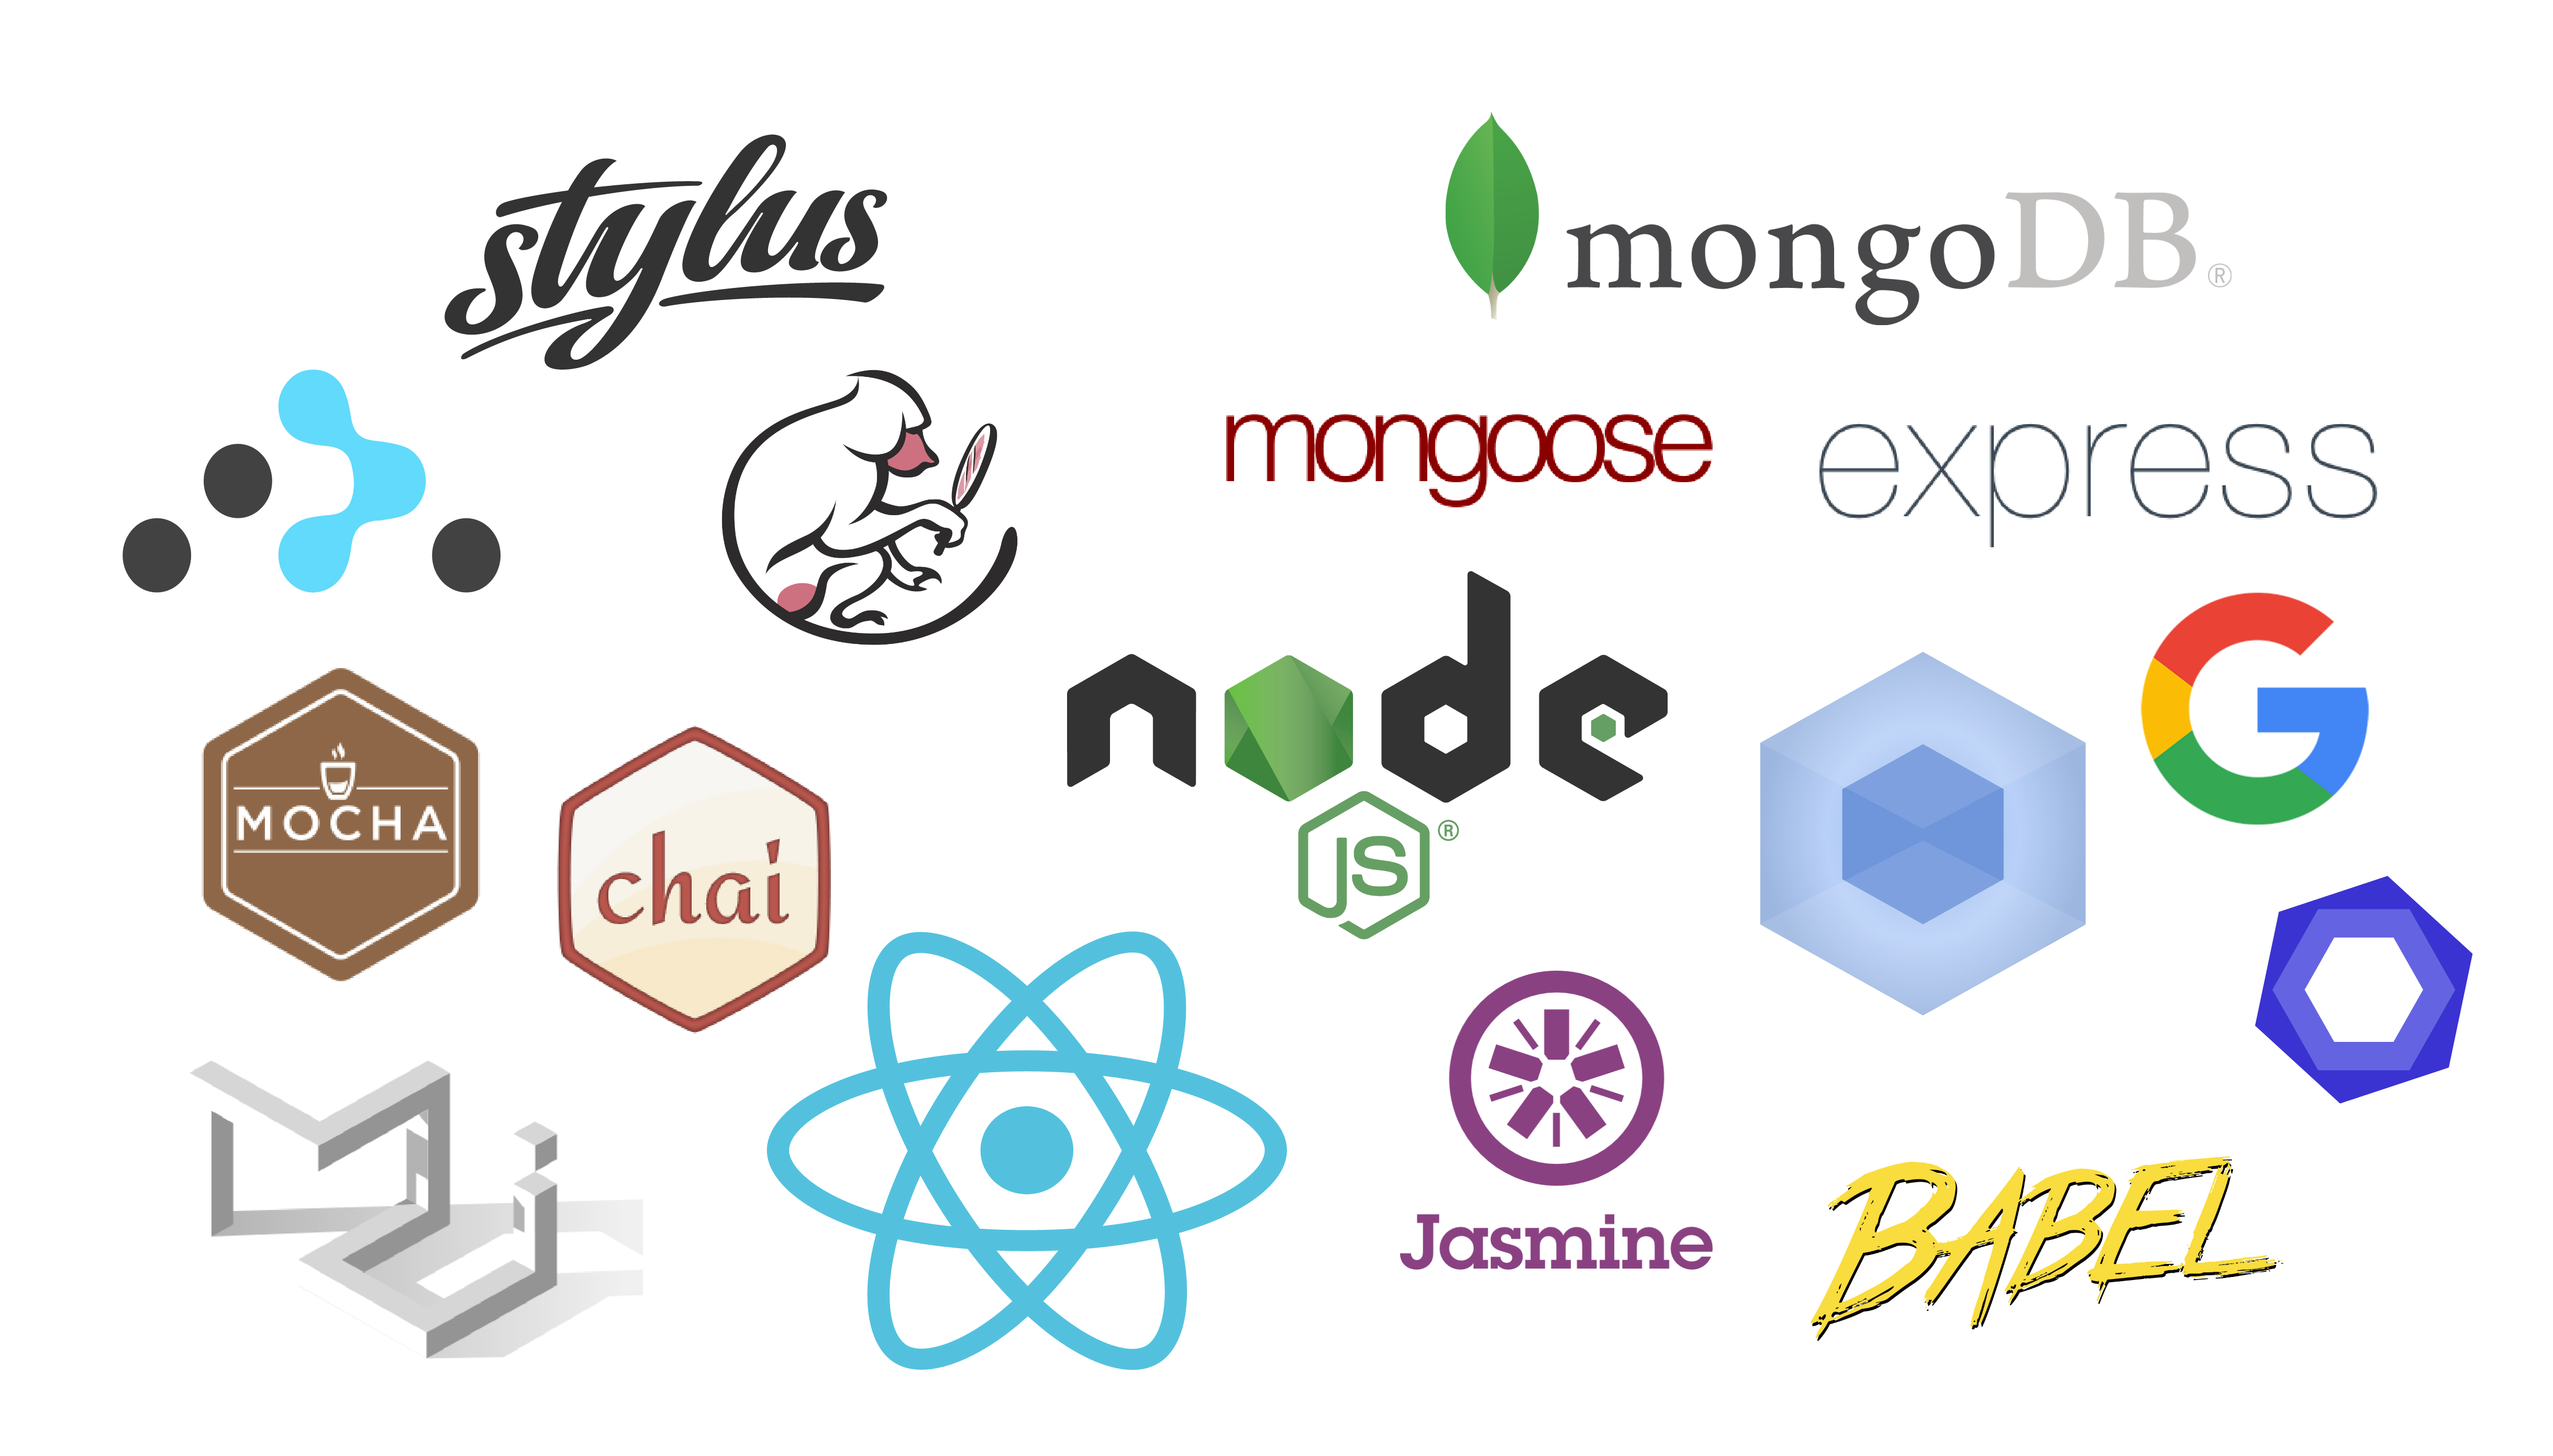 stylus
mongoDB®
mongoose
express
node
JS®
MOCHA
chai
Jasmine
BABEL